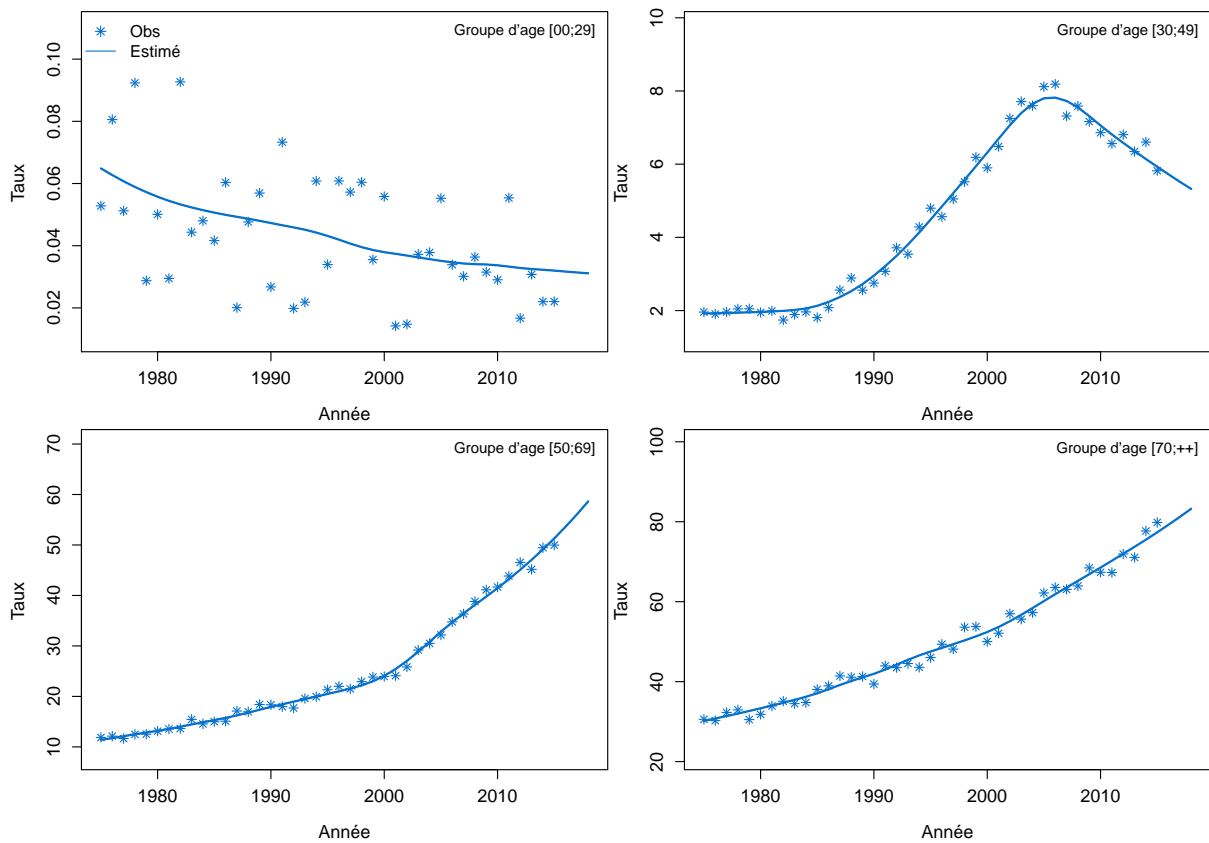 Obs
Estimé
Groupe d'age [00;29]
Taux
0.02
0.04
0.06
0.08
0.10
1980
1990
2000
2010
Année
Groupe d'age [30;49]
Taux
2
4
6
8
10
1980
1990
2000
2010
Année
Groupe d'age [50;69]
Taux
10
20
30
40
50
60
70
1980
1990
2000
2010
Année
Groupe d'age [70;++]
Taux
20
40
60
80
100
1980
1990
2000
2010
Année